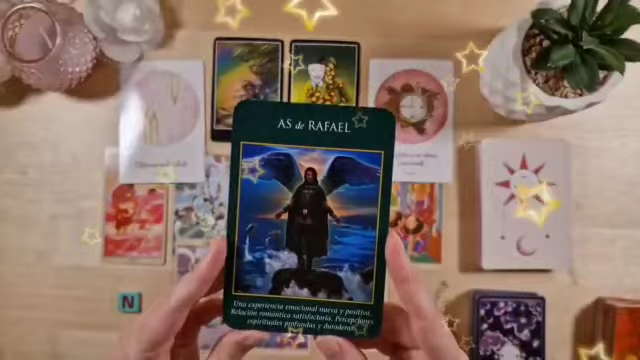 AS de RAFAEL
Una experiencia emocional nueva y positiva.
Relación romántica satisfactoria. Percepciones
espirituales profundas y duraderas.
N